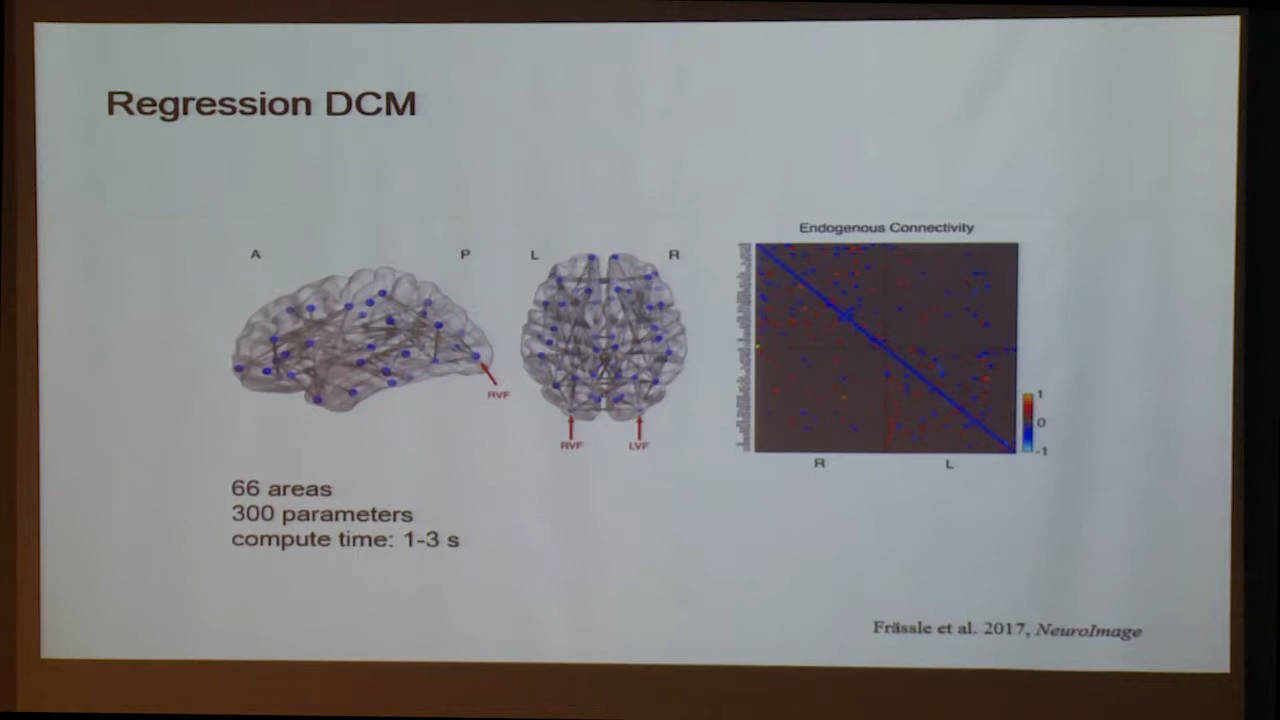 Regression DCM
A
P
RVF
L
R
RVF
LVF
Endogenous Connectivity
R
L
1
0
-1
66 areas
300 parameters
compute time: 1-3 s
Frässle et al. 2017, NeuroImage